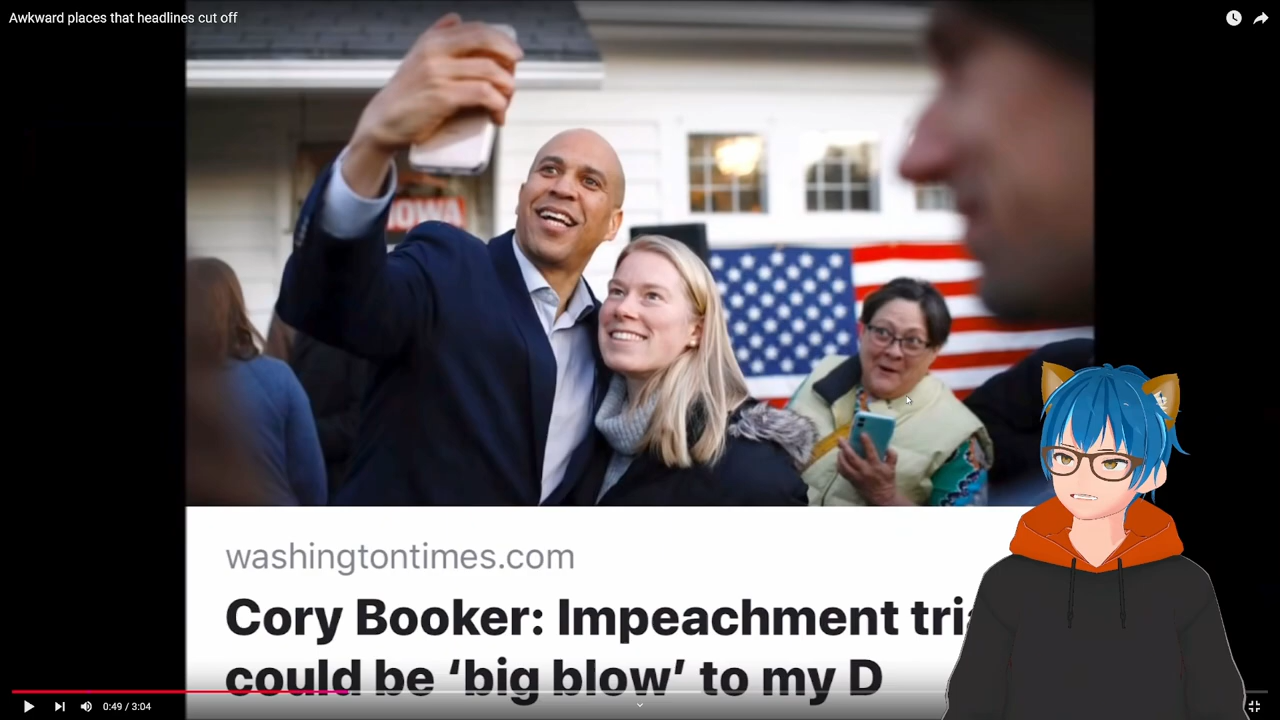 Awkward places that headlines cut off
IOWA
washingtontimes.com
Cory Booker: Impeachment tria
could be ‘big blow’ to my D
0:49 / 3:04